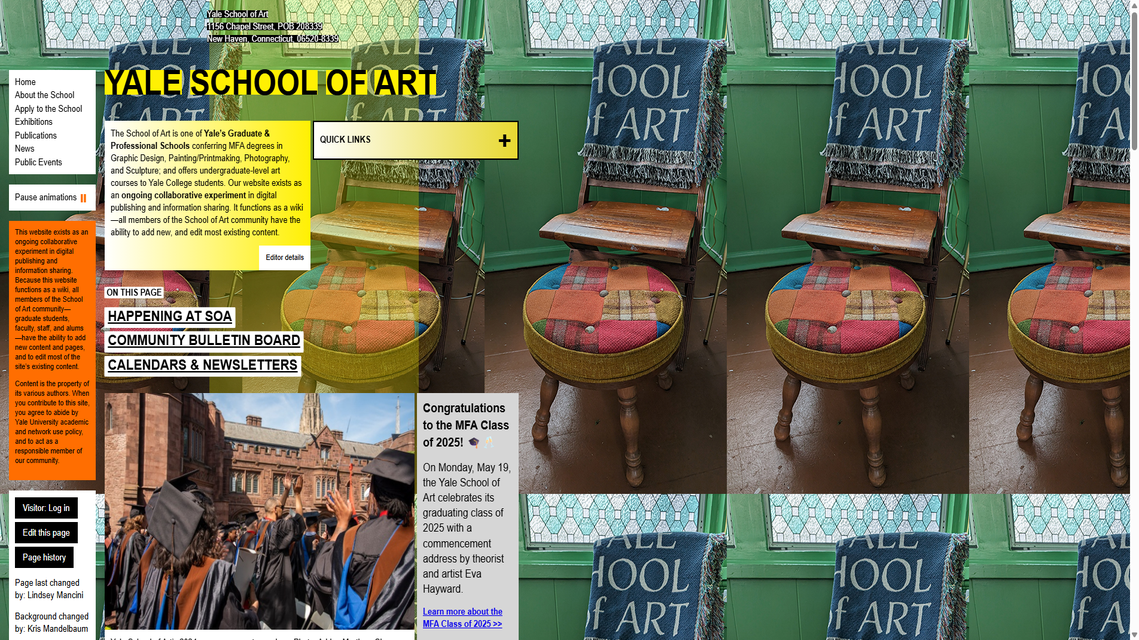 Yale School of Art
1156 Chapel Street, POB 208339
New Haven, Connecticut, 06520-8339
YALE SCHOOL OF ART
Home
About the School
Apply to the School
Exhibitions
Publications
News
Public Events
Pause animations
This website exists as an
ongoing collaborative
experiment in digital
publishing and
information sharing.
Because this website
functions as a wiki, all
members of the School
of Art community—
graduate students,
faculty, staff, and alums
—have the ability to add
new content and pages,
and to edit most of the
site's existing content.
Content is the property of
its various authors. When
you contribute to this site,
you agree to abide by
Yale University academic
and network use policy,
and to act as a
responsible member of
our community.
Visitor: Log in
Edit this page
Page history
Page last changed
by: Lindsey Mancini
Background changed
by: Kris Mandelbaum
The School of Art is one of Yale's Graduate &
Professional Schools conferring MFA degrees in
Graphic Design, Painting/Printmaking, Photography,
and Sculpture; and offers undergraduate-level art
courses to Yale College students. Our website exists as
an ongoing collaborative experiment in digital
publishing and information sharing. It functions as a wiki
—all members of the School of Art community have the
ability to add new, and edit most existing content.
Editor details
QUICK LINKS +
ON THIS PAGE
HAPPENING AT SOA
COMMUNITY BULLETIN BOARD
CALENDARS & NEWSLETTERS
Congratulations
to the MFA Class
of 2025!
On Monday, May 19,
the Yale School of
Art celebrates its
graduating class of
2025 with a
commencement
address by theorist
and artist Eva
Hayward.
Learn more about the
MFA Class of 2025 >>
YALE
HOOL
of ART
YALE
HOOL
of ART
YALE
HOOL
of ART